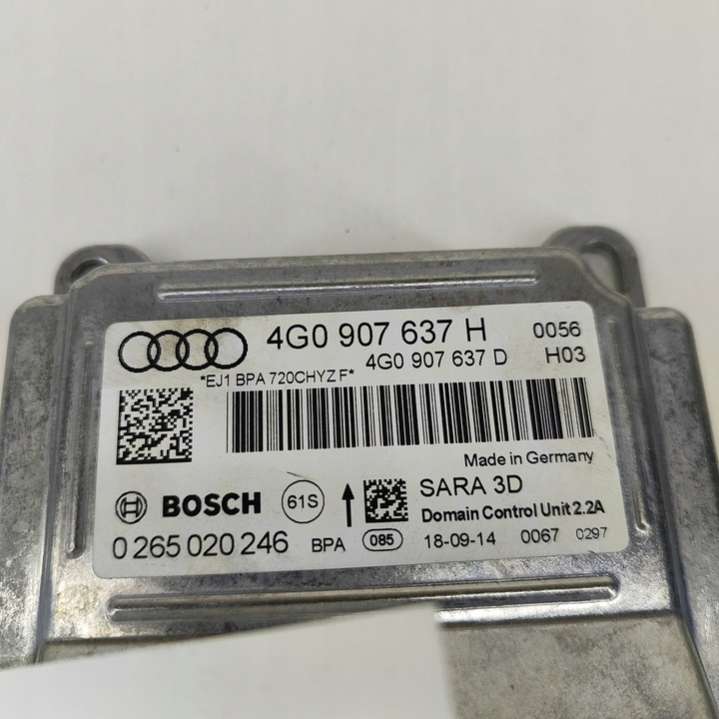 4G0 907 637 H 0056
4G0 907 637 D H03
*EJ1 BPA 720CHYZ F*
Made in Germany
BOSCH 61S SARA 3D
Domain Control Unit 2.2A
0 265 020 246 BPA 085 18-09-14 0067 0297